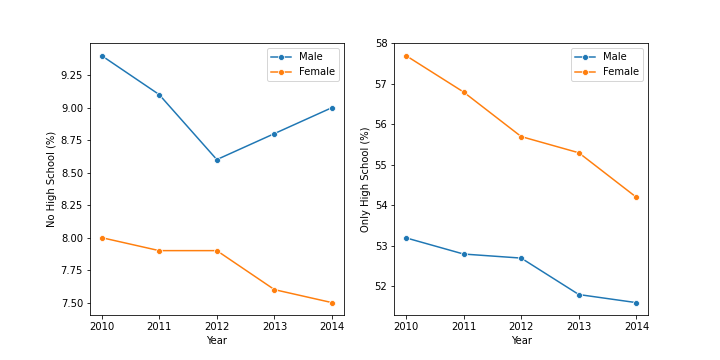 Male
Female
9.25
9.00
8.75
8.50
8.25
8.00
7.75
7.50
No High School (%)
2010 2011 2012 2013 2014
Year
Male
Female
58
57
56
55
54
53
52
Only High School (%)
2010 2011 2012 2013 2014
Year